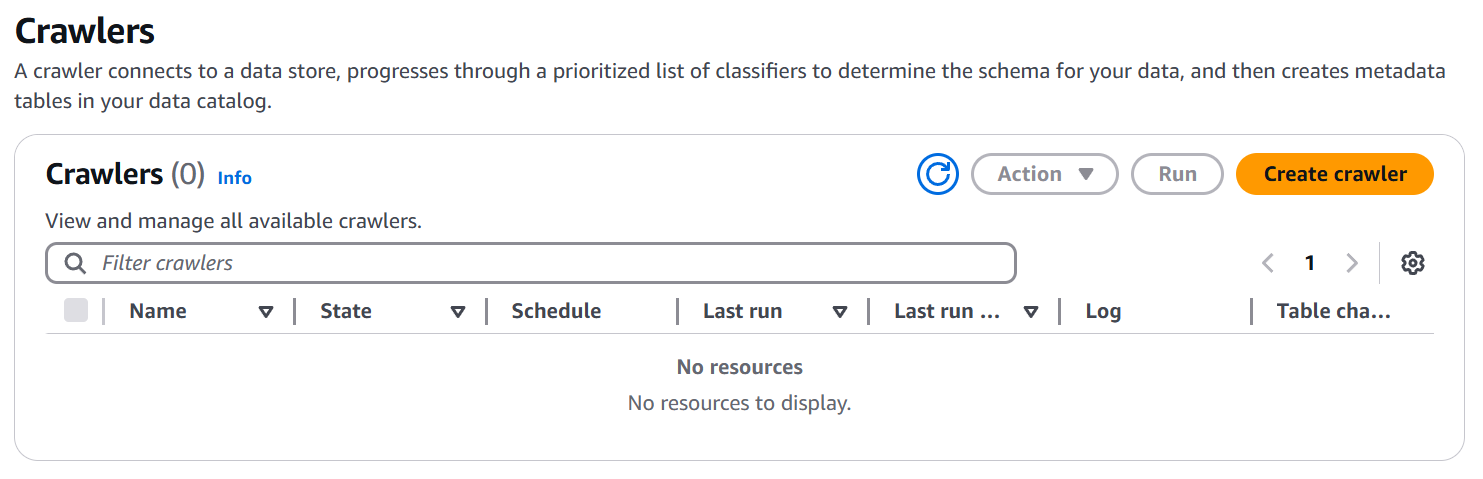 Crawlers
A crawler connects to a data store, progresses through a prioritized list of classifiers to determine the schema for your data, and then creates metadata
tables in your data catalog.
Crawlers (0) Info
Action Run Create crawler
View and manage all available crawlers.
Filter crawlers
1
Name State Schedule Last run Last run ... Log Table cha...
No resources
No resources to display.